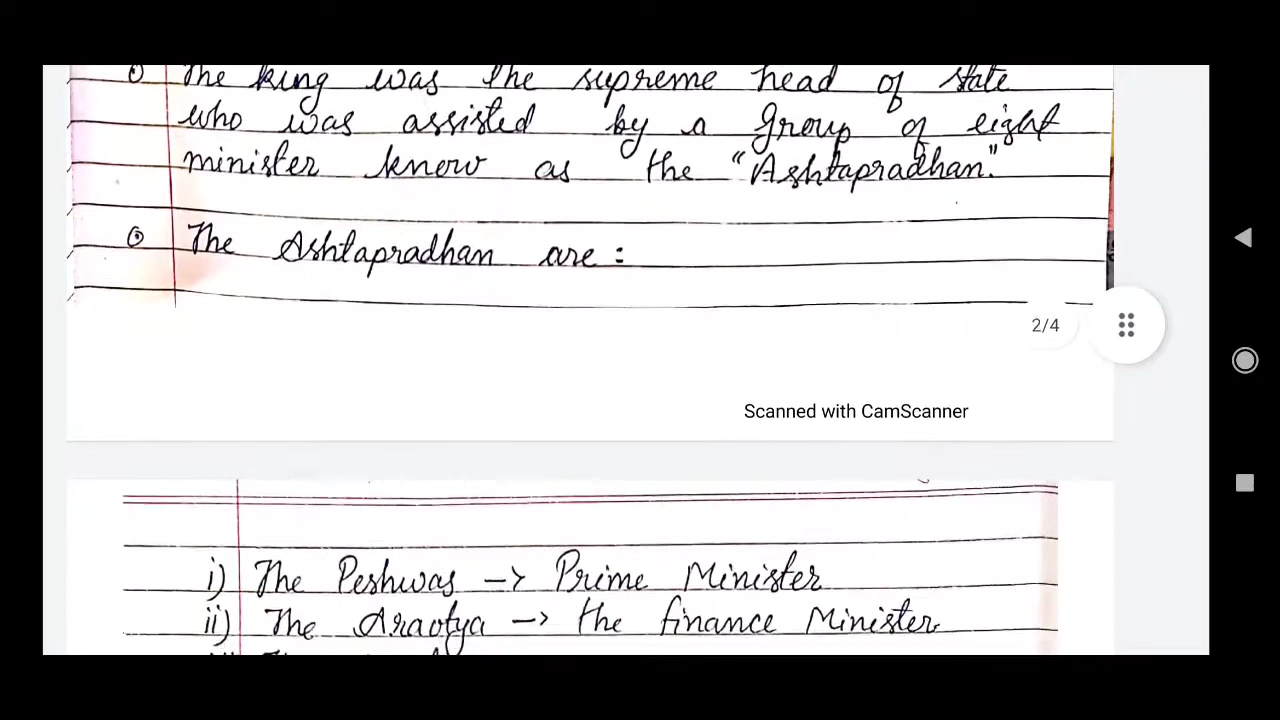 The king was the supreme head of state
who was assisted by a group of eight
minister know as the "Ashtapradhan."
The Ashtapradhan are :
2/4
Scanned with CamScanner
i) The Peshwas -> Prime Minister
ii) The Araotya -> the finance Minister